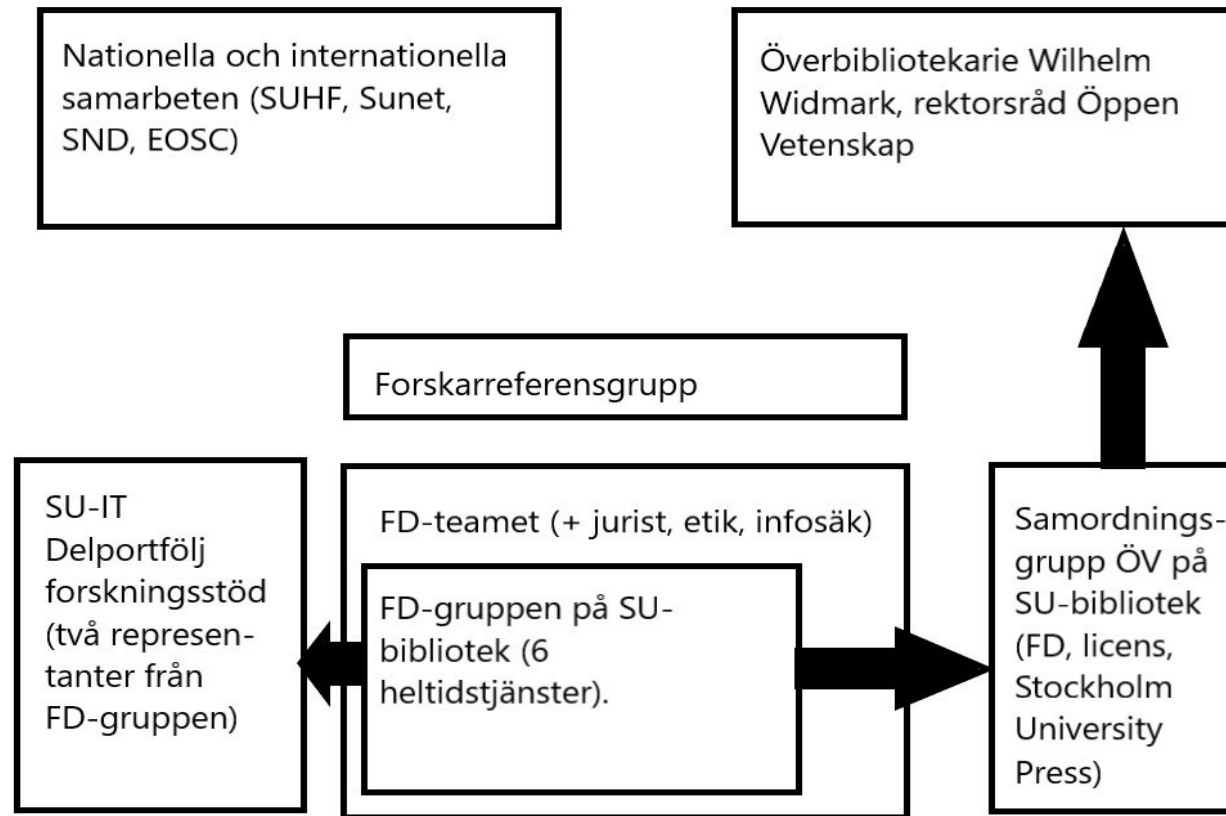 Nationella och internationella
samarbeten (SUHF, Sunet,
SND, EOSC)
Överbibliotekarie Wilhelm
Widmark, rektorsråd Öppen
Vetenskap
Forskarreferensgrupp
SU-IT
Delportfölj
forskningsstöd
(två represen-
tanter från
FD-gruppen)
FD-teamet (+ jurist, etik, infosäk)
FD-gruppen på SU-
bibliotek (6
heltidstjänster).
Samordnings-
grupp ÖV på
SU-bibliotek
(FD, licens,
Stockholm
University
Press)